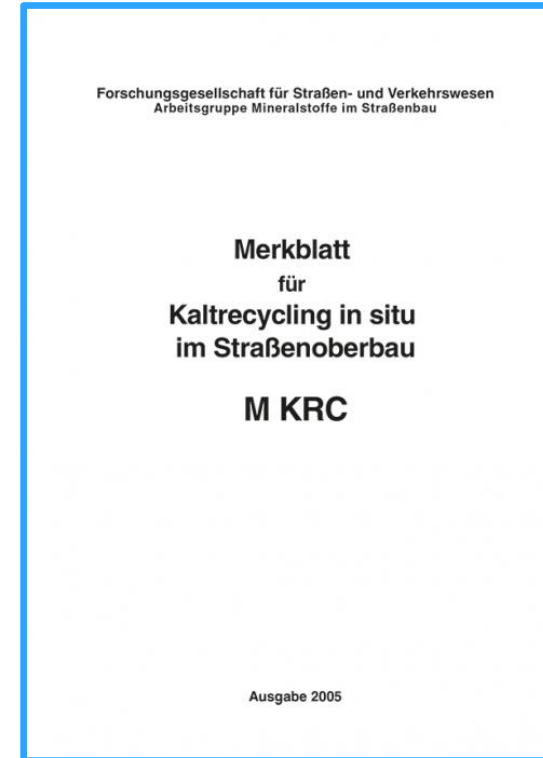 Forschungsgesellschaft für Straßen- und Verkehrswesen
Arbeitsgruppe Mineralstoffe im Straßenbau
Merkblatt
für
Kaltrecycling in situ
im Straßenoberbau
M KRC
Ausgabe 2005